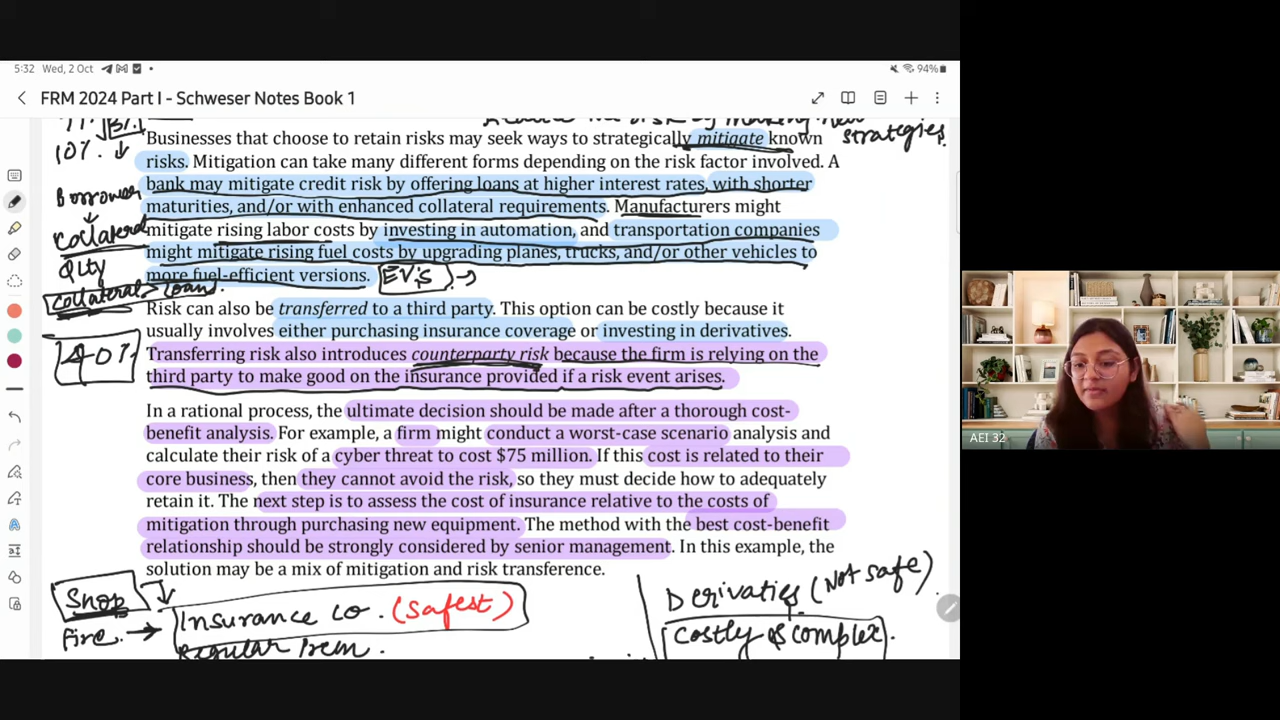 5:32 Wed, 2 Oct
94%
FRM 2024 Part I - Schweser Notes Book 1
strategies.
10%. ↓
Businesses that choose to retain risks may seek ways to strategically mitigate known
risks. Mitigation can take many different forms depending on the risk factor involved. A
bank may mitigate credit risk by offering loans at higher interest rates, with shorter
maturities, and/or with enhanced collateral requirements. Manufacturers might
mitigate rising labor costs by investing in automation, and transportation companies
might mitigate rising fuel costs by upgrading planes, trucks, and/or other vehicles to
more fuel-efficient versions. EV's →
Borrower
↓
Collateral
Qlty
Collateral > loan.
40%
Risk can also be transferred to a third party. This option can be costly because it
usually involves either purchasing insurance coverage or investing in derivatives.
Transferring risk also introduces counterparty risk because the firm is relying on the
third party to make good on the insurance provided if a risk event arises.
In a rational process, the ultimate decision should be made after a thorough cost-
benefit analysis. For example, a firm might conduct a worst-case scenario analysis and
calculate their risk of a cyber threat to cost $75 million. If this cost is related to their
core business, then they cannot avoid the risk, so they must decide how to adequately
retain it. The next step is to assess the cost of insurance relative to the costs of
mitigation through purchasing new equipment. The method with the best cost-benefit
relationship should be strongly considered by senior management. In this example, the
solution may be a mix of mitigation and risk transference.
Shop
fire. → Insurance co. (Safest)
Regular Prem.
Derivaties (Not safe).
Costly & complex.
AEI 32